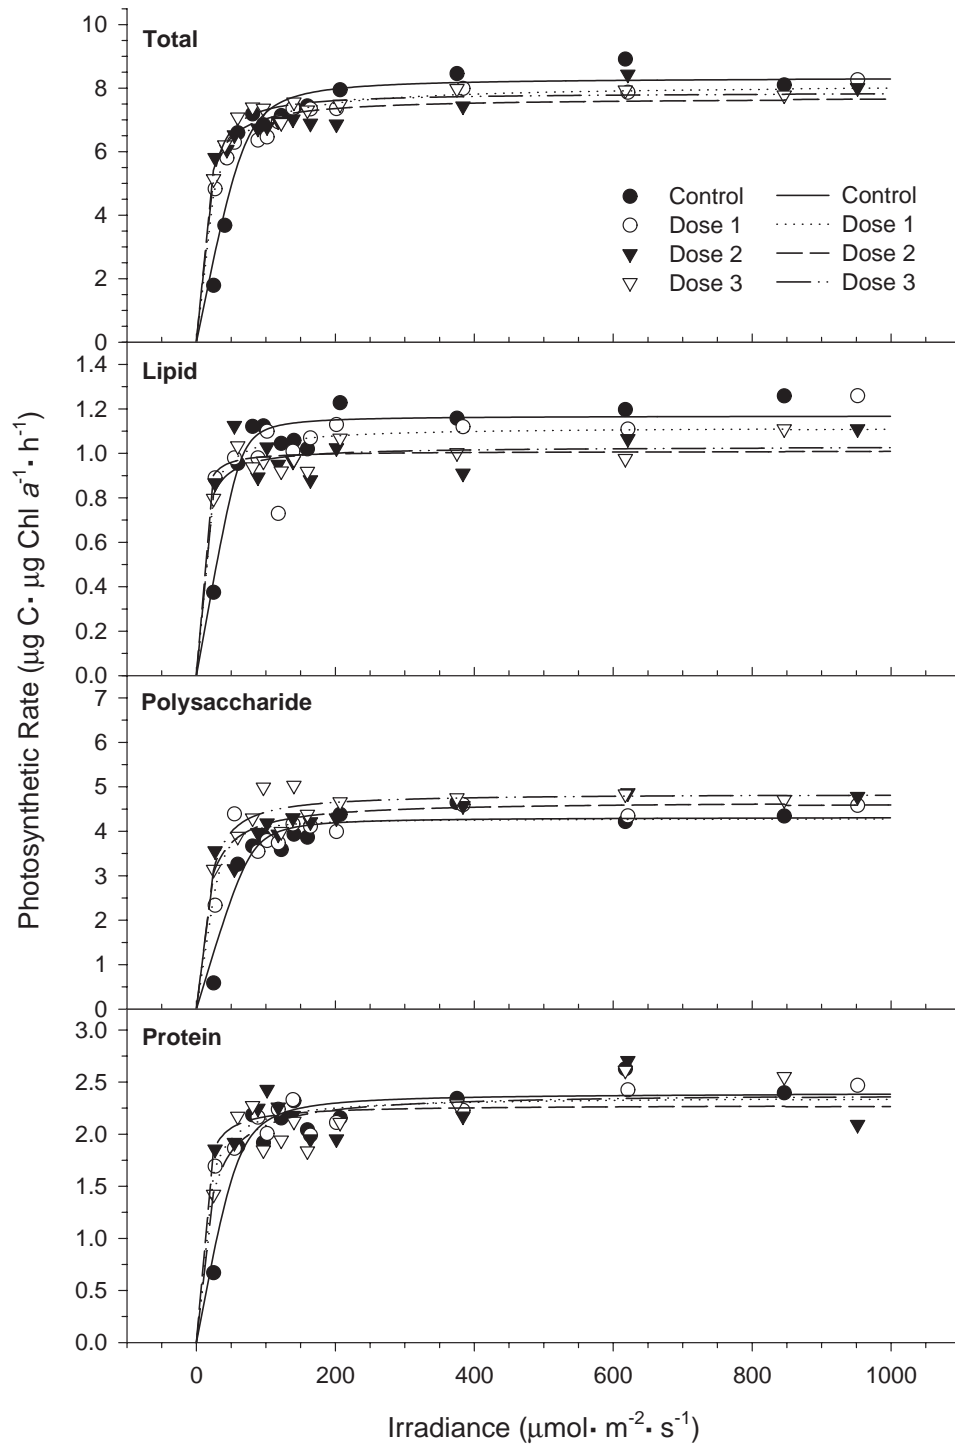 10
Total
8
6
Control Control
Dose 1 Dose 1
4
Dose 2 Dose 2
Dose 3 Dose 3
2
0
1.4
Lipid
1.2
1.0
0.8
0.6
0.4
0.2
0.0
7
Polysaccharide
6
5
4
3
2
1
0
3.0
Protein
2.5
2.0
1.5
1.0
0.5
0.0
0 200 400 600 800 1000
Photosynthetic Rate (μg C· μg Chl a⁻¹· h⁻¹)
Irradiance (μmol· m⁻²· s⁻¹)